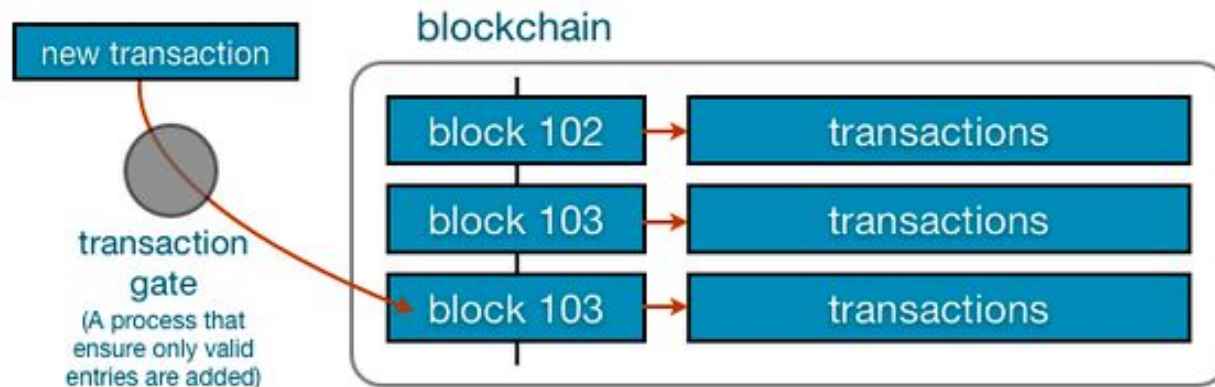 blockchain
new transaction
block 102
transactions
block 103
transactions
block 103
transactions
transaction
gate
(A process that
ensure only valid
entries are added)